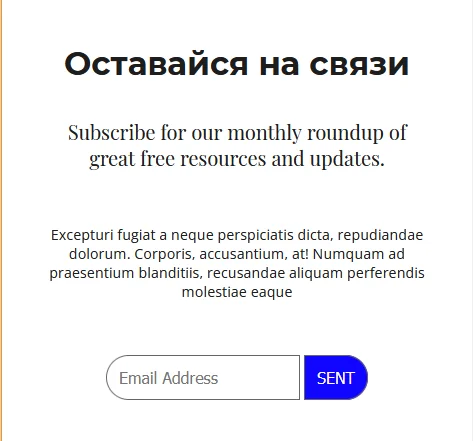 Оставайся на связи
Subscribe for our monthly roundup of
great free resources and updates.
Excepturi fugiat a neque perspiciatis dicta, repudiandae
dolorum. Corporis, accusantium, at! Numquam ad
praesentium blanditiis, recusandae aliquam perferendis
molestiae eaque
Email Address SENT